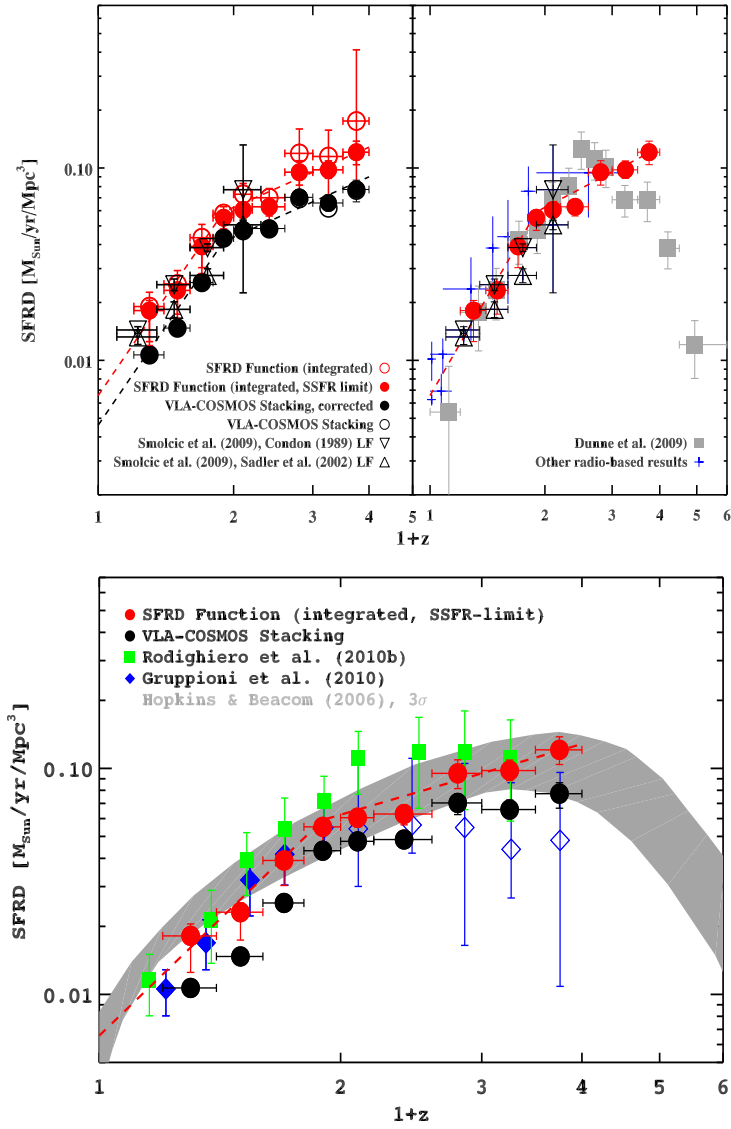 SFRD [M_Sun/yr/Mpc^3]
0.10
0.01
SFRD Function (integrated)
SFRD Function (integrated, SSFR limit)
VLA-COSMOS Stacking, corrected
VLA-COSMOS Stacking
Smolcic et al. (2009), Condon (1989) LF
Smolcic et al. (2009), Sadler et al. (2002) LF
Dunne et al. (2009)
Other radio-based results
1 2 3 4 5
1 2 3 4 5 6
1+z
SFRD Function (integrated, SSFR-limit)
VLA-COSMOS Stacking
Rodighiero et al. (2010b)
Gruppioni et al. (2010)
Hopkins & Beacom (2006), 3σ
SFRD [M_Sun/yr/Mpc^3]
0.10
0.01
1 2 3 4 5 6
1+z